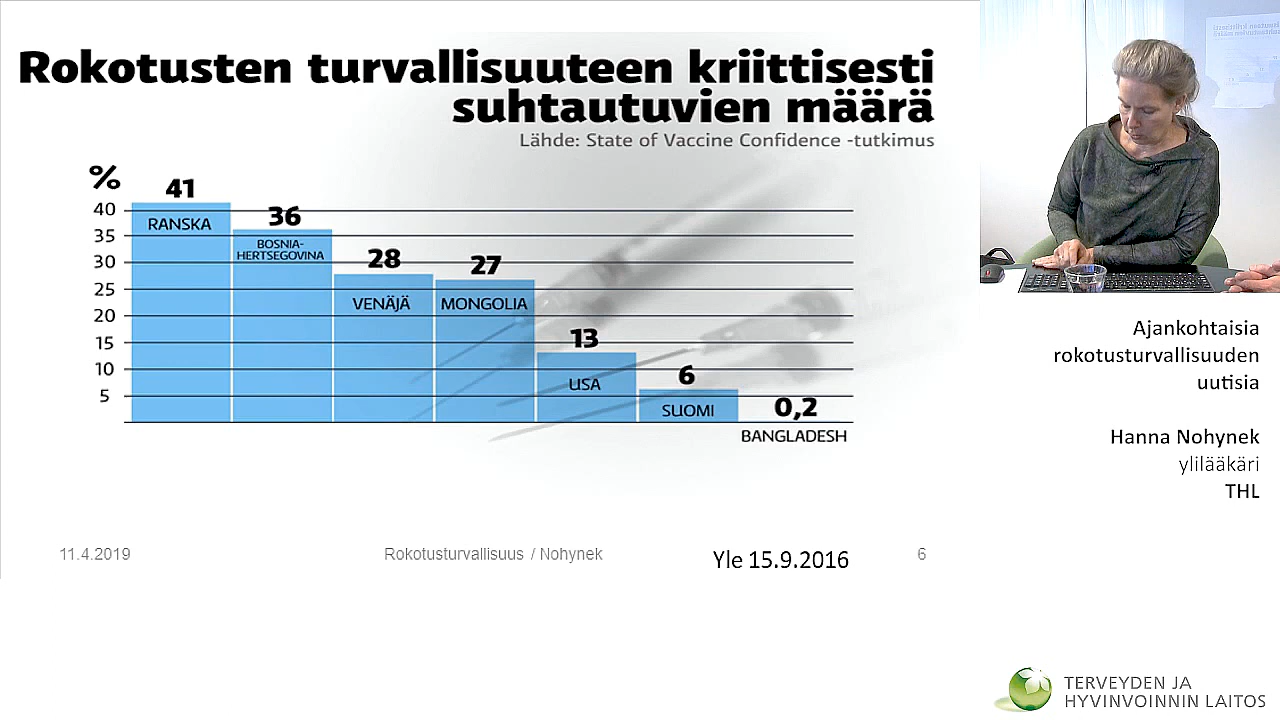 Rokotusten turvallisuuteen kriittisesti
suhtautuvien määrä
Lähde: State of Vaccine Confidence -tutkimus
%
41
40
RANSKA
36
35
BOSNIA-
HERTSEGOVINA
30
28
27
25
VENÄJÄ
MONGOLIA
20
15
13
10
USA
6
5
SUOMI
0,2
BANGLADESH
11.4.2019
Rokotusturvallisuus / Nohynek
Yle 15.9.2016
6
Ajankohtaisia
rokotusturvallisuuden
uutisia
Hanna Nohynek
ylilääkäri
THL
TERVEYDEN JA
HYVINVOINNIN LAITOS